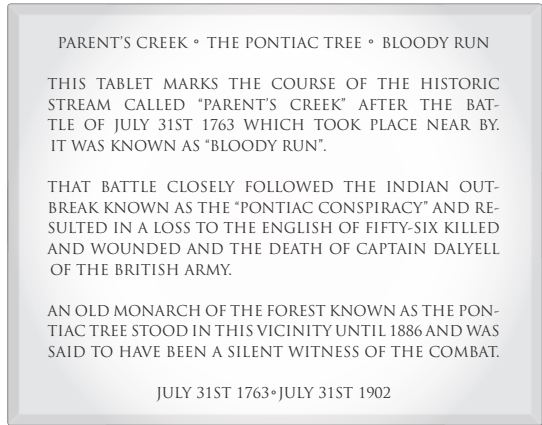 PARENT'S CREEK ∘ THE PONTIAC TREE ∘ BLOODY RUN
THIS TABLET MARKS THE COURSE OF THE HISTORIC
STREAM CALLED “PARENT'S CREEK” AFTER THE BAT-
TLE OF JULY 31ST 1763 WHICH TOOK PLACE NEAR BY.
IT WAS KNOWN AS “BLOODY RUN”.
THAT BATTLE CLOSELY FOLLOWED THE INDIAN OUT-
BREAK KNOWN AS THE “PONTIAC CONSPIRACY” AND RE-
SULTED IN A LOSS TO THE ENGLISH OF FIFTY-SIX KILLED
AND WOUNDED AND THE DEATH OF CAPTAIN DALYELL
OF THE BRITISH ARMY.
AN OLD MONARCH OF THE FOREST KNOWN AS THE PON-
TIAC TREE STOOD IN THIS VICINITY UNTIL 1886 AND WAS
SAID TO HAVE BEEN A SILENT WITNESS OF THE COMBAT.
JULY 31ST 1763∘JULY 31ST 1902